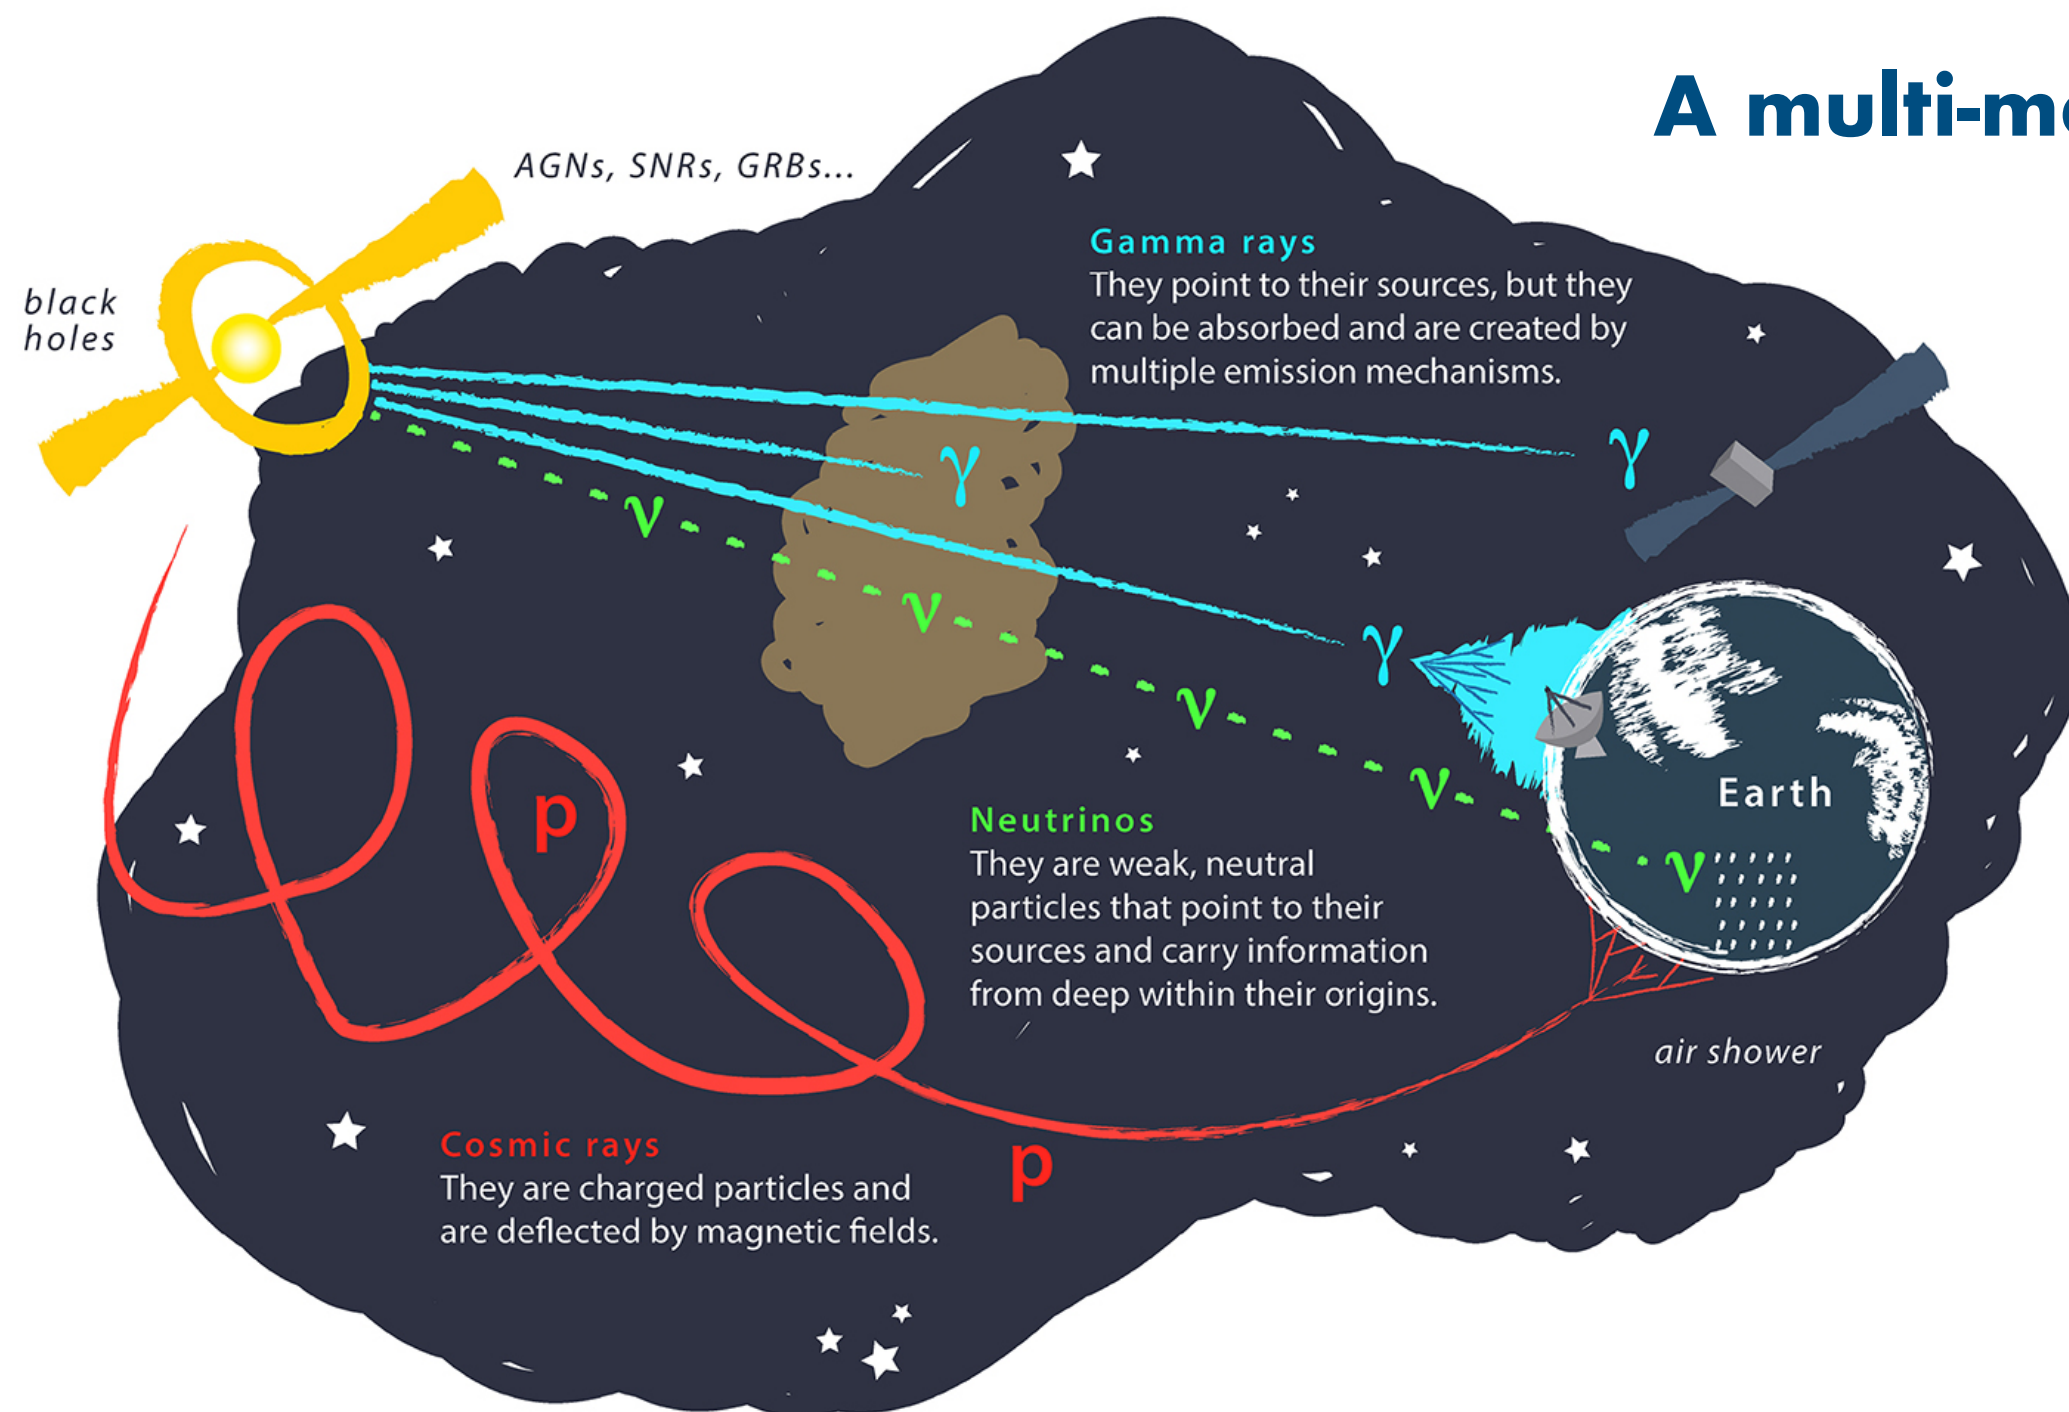 A multi-m
AGNs, SNRs, GRBs...
black
holes
Gamma rays
They point to their sources, but they
can be absorbed and are created by
multiple emission mechanisms.
γ
γ
ν
ν
γ
ν
ν
Earth
ν
p
Neutrinos
They are weak, neutral
particles that point to their
sources and carry information
from deep within their origins.
air shower
p
Cosmic rays
They are charged particles and
are deflected by magnetic fields.